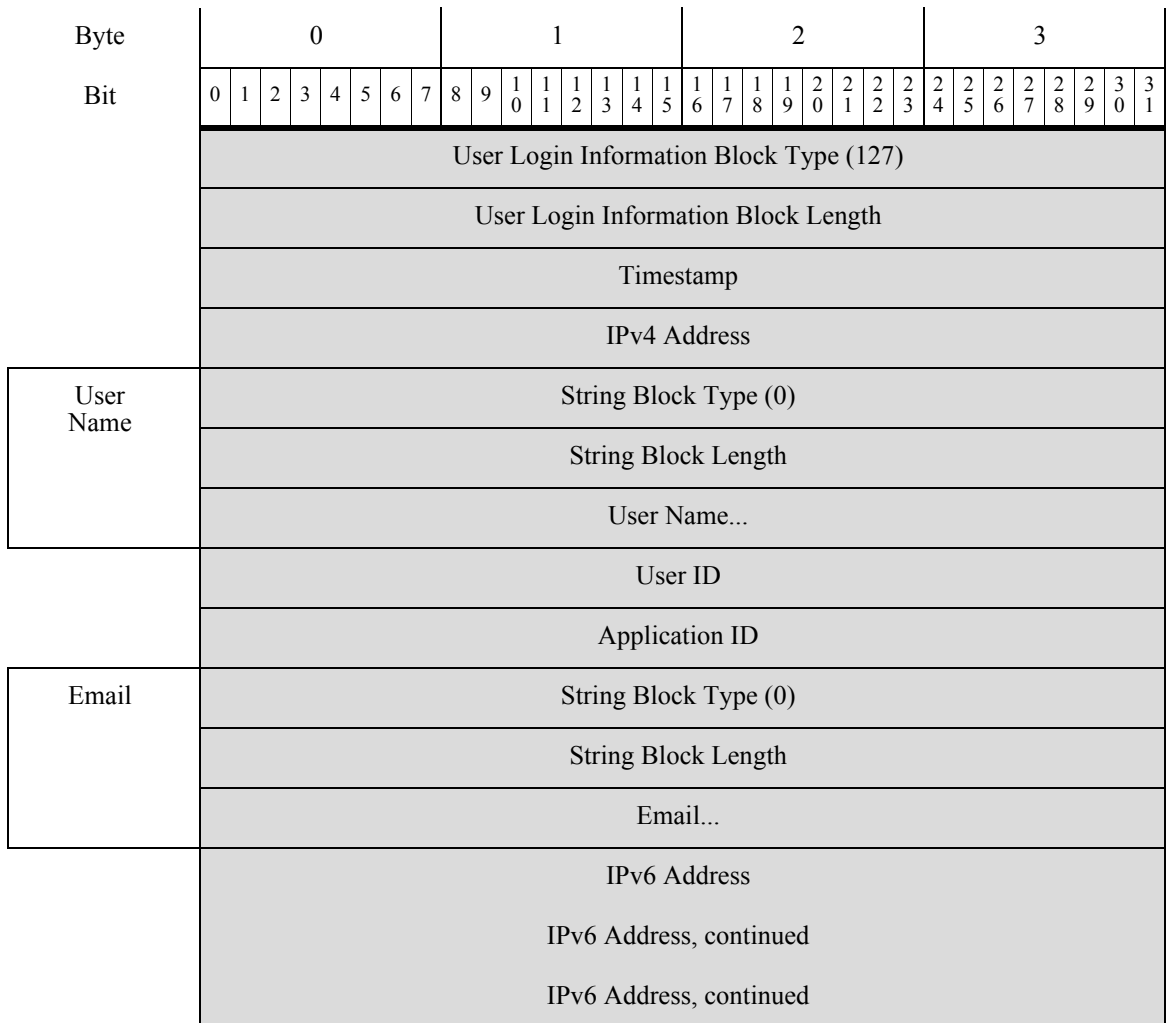 Byte 0 1 2 3
Bit 0 1 2 3 4 5 6 7 8 9 10 11 12 13 14 15 16 17 18 19 20 21 22 23 24 25 26 27 28 29 30 31
User Login Information Block Type (127)
User Login Information Block Length
Timestamp
IPv4 Address
User
Name
String Block Type (0)
String Block Length
User Name...
User ID
Application ID
Email
String Block Type (0)
String Block Length
Email...
IPv6 Address
IPv6 Address, continued
IPv6 Address, continued